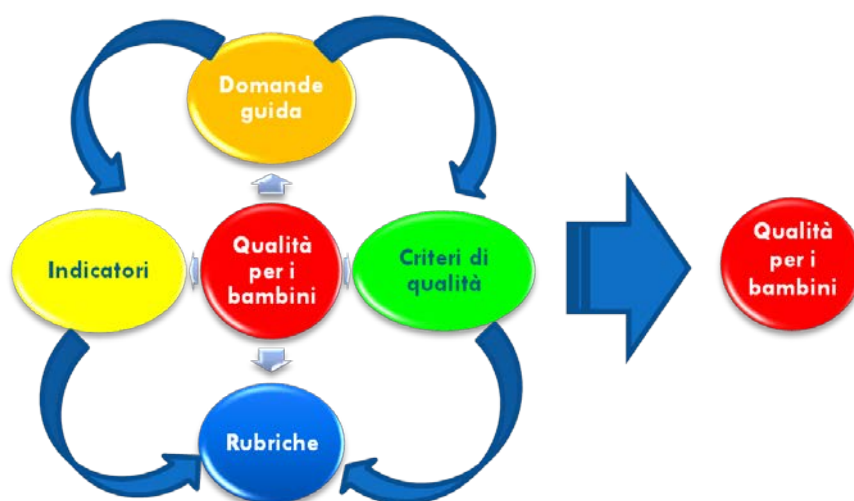 Domande
guida
Indicatori
Qualità
per i
bambini
Criteri di
qualità
Rubriche
Qualità
per i
bambini